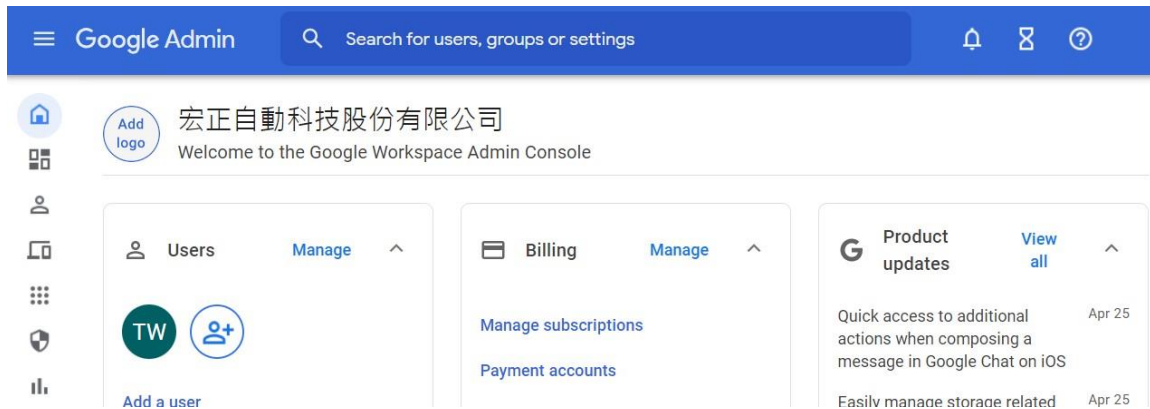 Google Admin
Search for users, groups or settings
Add
logo
宏正自動科技股份有限公司
Welcome to the Google Workspace Admin Console
Users
Manage
TW
Add a user
Billing
Manage
Manage subscriptions
Payment accounts
G
Product
updates
View
all
Quick access to additional
actions when composing a
message in Google Chat on iOS
Apr 25
Easily manage storage related
Apr 25